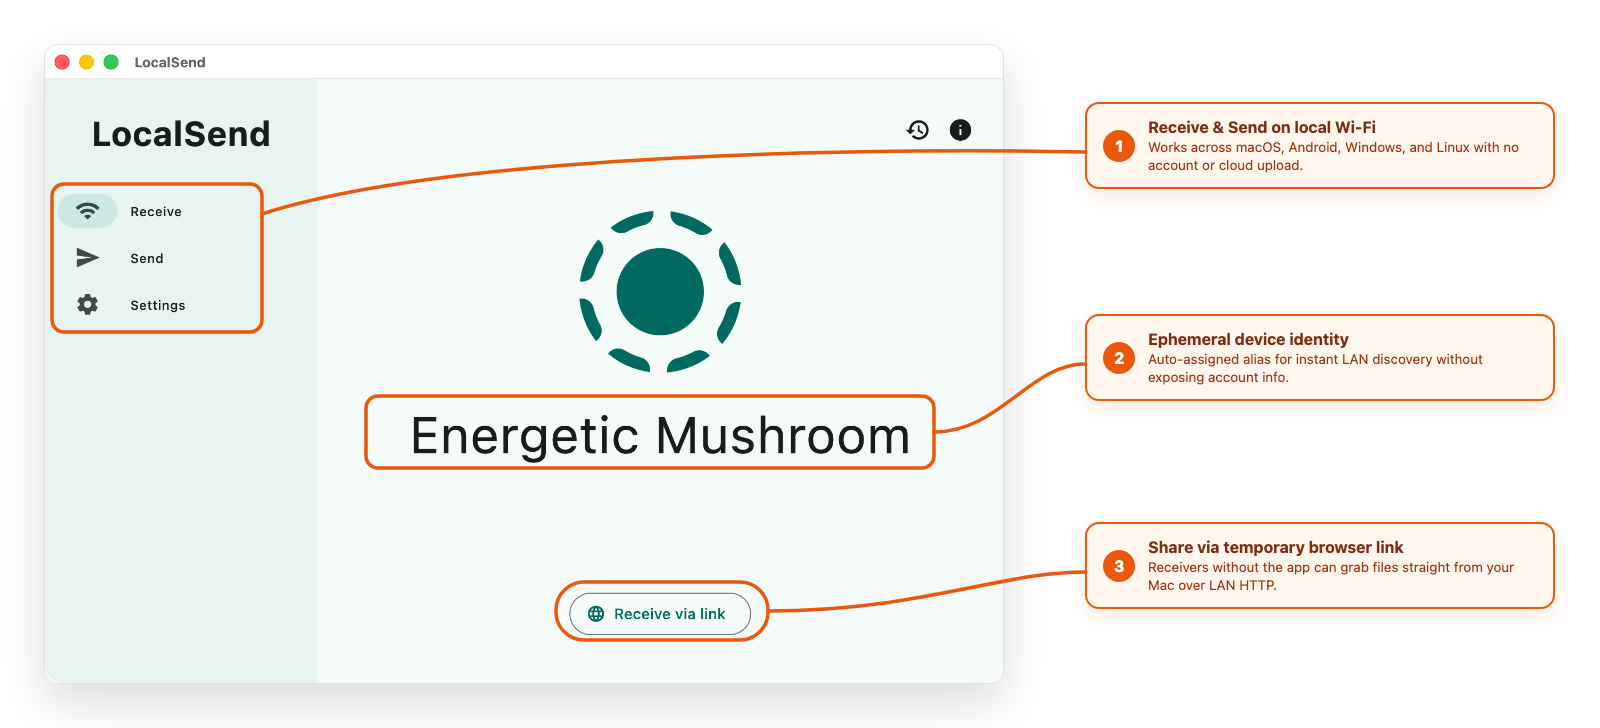 LocalSend
LocalSend
Receive
Send
Settings
Energetic Mushroom
Receive via link
1
Receive & Send on local Wi-Fi
Works across macOS, Android, Windows, and Linux with no
account or cloud upload.
2
Ephemeral device identity
Auto-assigned alias for instant LAN discovery without
exposing account info.
3
Share via temporary browser link
Receivers without the app can grab files straight from your
Mac over LAN HTTP.